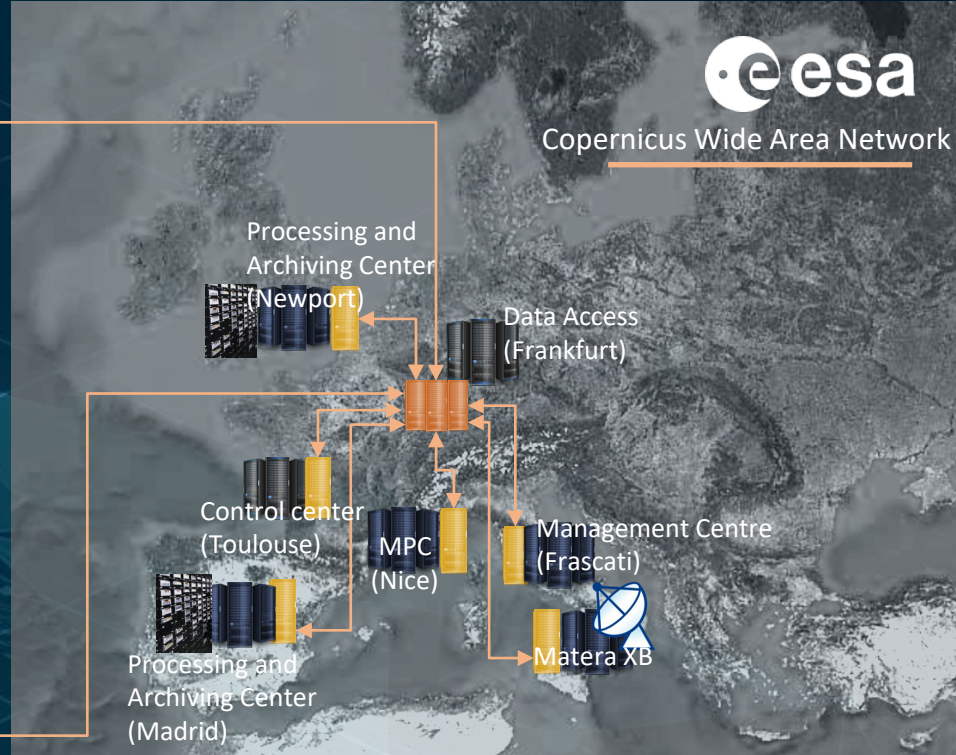 esa
Copernicus Wide Area Network
Processing and
Archiving Center
(Newport)
Data Access
(Frankfurt)
Control center
(Toulouse)
MPC
(Nice)
Management Centre
(Frascati)
Matera XB
Processing and
Archiving Center
(Madrid)